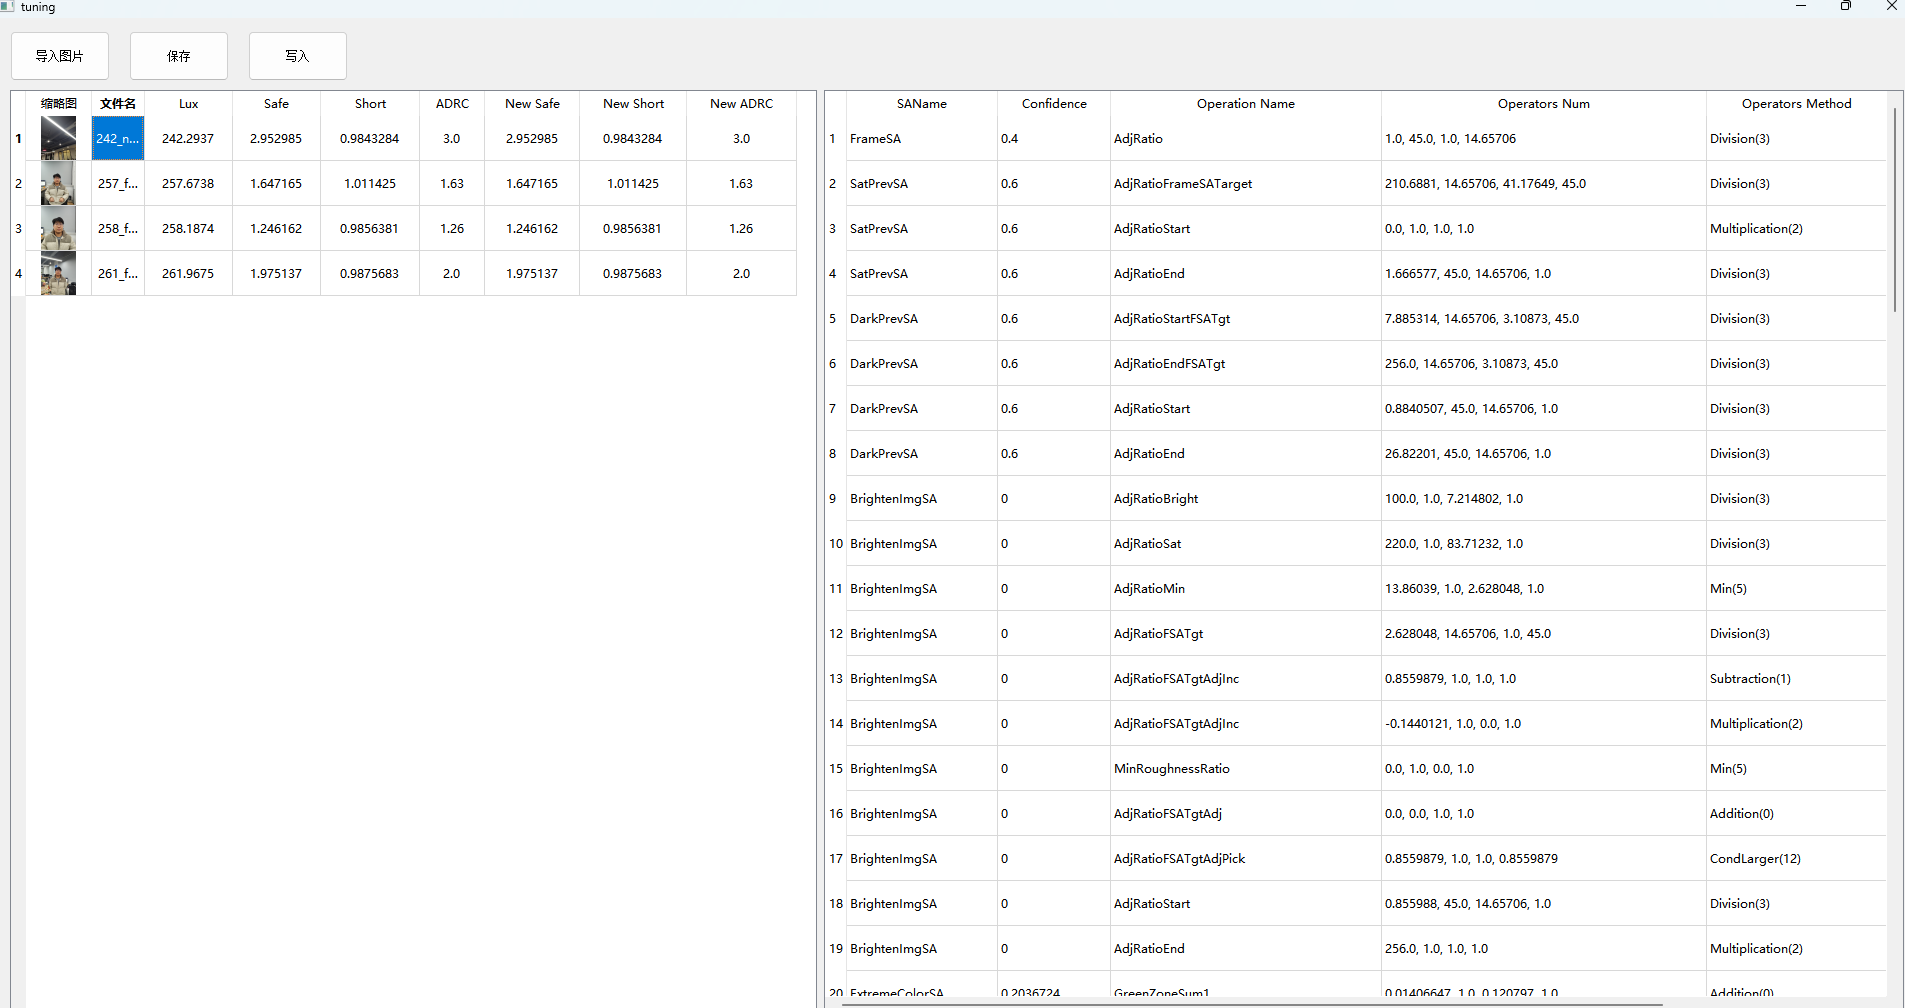 tuning
导入图片 保存 写入
缩略图 文件名 Lux Safe Short ADRC New Safe New Short New ADRC
1 242_n... 242.2937 2.952985 0.9843284 3.0 2.952985 0.9843284 3.0
2 257_f... 257.6738 1.647165 1.011425 1.63 1.647165 1.011425 1.63
3 258_f... 258.1874 1.246162 0.9856381 1.26 1.246162 0.9856381 1.26
4 261_f... 261.9675 1.975137 0.9875683 2.0 1.975137 0.9875683 2.0
SAName Confidence Operation Name Operators Num Operators Method
1 FrameSA 0.4 AdjRatio 1.0, 45.0, 1.0, 14.65706 Division(3)
2 SatPrevSA 0.6 AdjRatioFrameSATarget 210.6881, 14.65706, 41.17649, 45.0 Division(3)
3 SatPrevSA 0.6 AdjRatioStart 0.0, 1.0, 1.0, 1.0 Multiplication(2)
4 SatPrevSA 0.6 AdjRatioEnd 1.666577, 45.0, 14.65706, 1.0 Division(3)
5 DarkPrevSA 0.6 AdjRatioStartFSATgt 7.885314, 14.65706, 3.10873, 45.0 Division(3)
6 DarkPrevSA 0.6 AdjRatioEndFSATgt 256.0, 14.65706, 3.10873, 45.0 Division(3)
7 DarkPrevSA 0.6 AdjRatioStart 0.8840507, 45.0, 14.65706, 1.0 Division(3)
8 DarkPrevSA 0.6 AdjRatioEnd 26.82201, 45.0, 14.65706, 1.0 Division(3)
9 BrightenImgSA 0 AdjRatioBright 100.0, 1.0, 7.214802, 1.0 Division(3)
10 BrightenImgSA 0 AdjRatioSat 220.0, 1.0, 83.71232, 1.0 Division(3)
11 BrightenImgSA 0 AdjRatioMin 13.86039, 1.0, 2.628048, 1.0 Min(5)
12 BrightenImgSA 0 AdjRatioFSATgt 2.628048, 14.65706, 1.0, 45.0 Division(3)
13 BrightenImgSA 0 AdjRatioFSATgtAdjInc 0.8559879, 1.0, 1.0, 1.0 Subtraction(1)
14 BrightenImgSA 0 AdjRatioFSATgtAdjInc -0.1440121, 1.0, 0.0, 1.0 Multiplication(2)
15 BrightenImgSA 0 MinRoughnessRatio 0.0, 1.0, 0.0, 1.0 Min(5)
16 BrightenImgSA 0 AdjRatioFSATgtAdj 0.0, 0.0, 1.0, 1.0 Addition(0)
17 BrightenImgSA 0 AdjRatioFSATgtAdjPick 0.8559879, 1.0, 1.0, 0.8559879 CondLarger(12)
18 BrightenImgSA 0 AdjRatioStart 0.855988, 45.0, 14.65706, 1.0 Division(3)
19 BrightenImgSA 0 AdjRatioEnd 256.0, 1.0, 1.0, 1.0 Multiplication(2)
20 ExtremeColorSA 0.2036724 GreenZoneSum1 0.01406647, 1.0, 0.120797, 1.0 Addition(0)